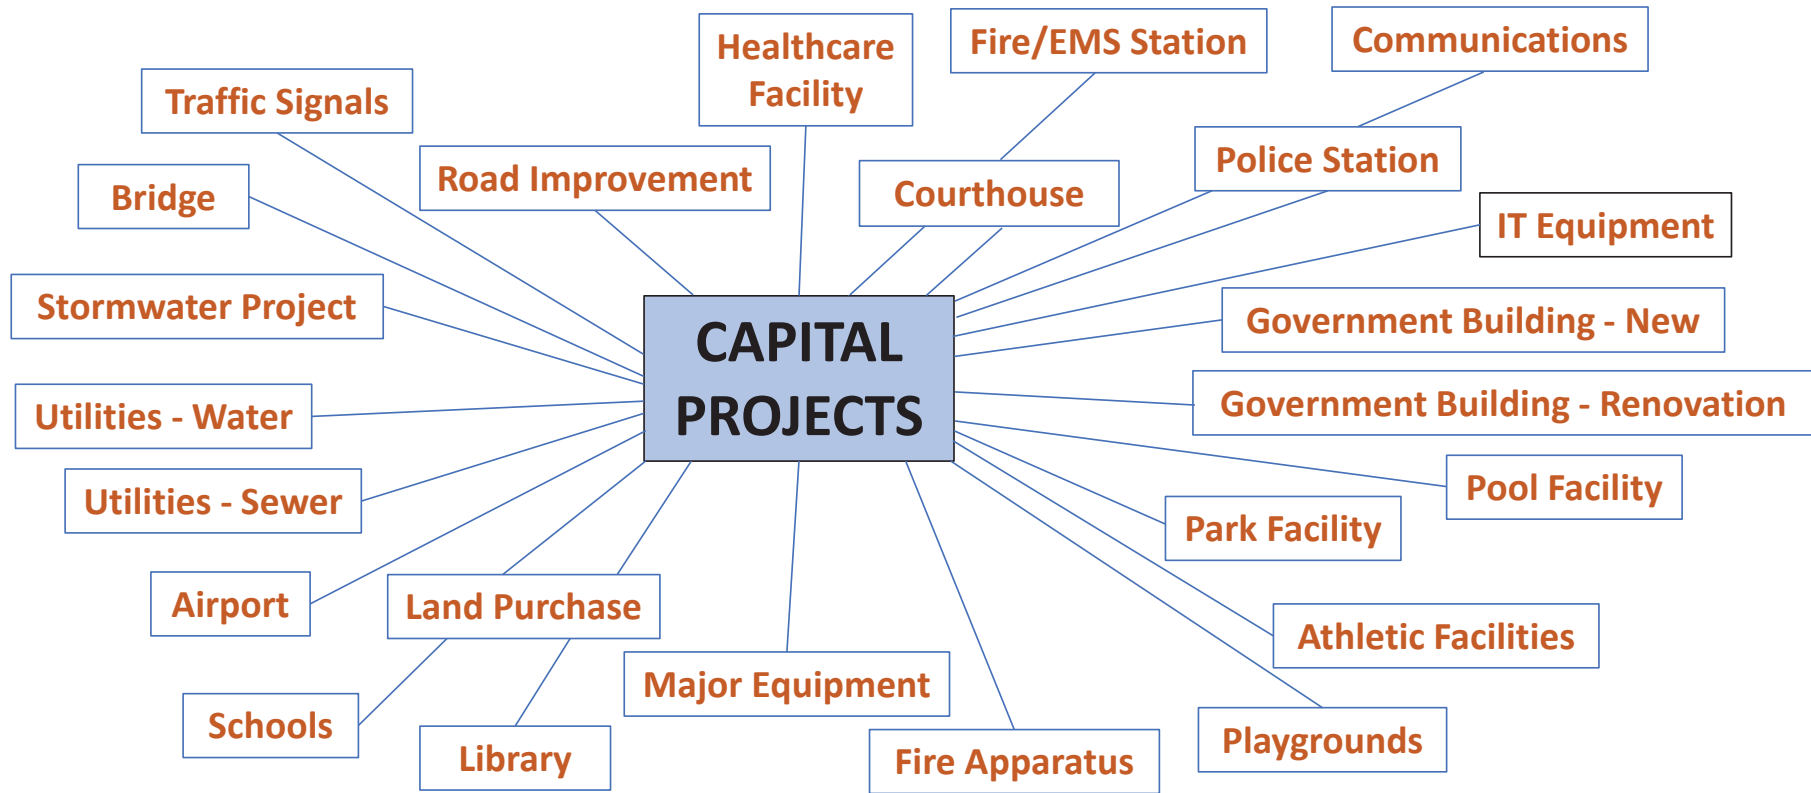 Healthcare
Facility
Fire/EMS Station
Communications
Traffic Signals
Road Improvement
Courthouse
Police Station
Bridge
IT Equipment
Stormwater Project
CAPITAL
PROJECTS
Government Building - New
Utilities - Water
Government Building - Renovation
Utilities - Sewer
Pool Facility
Park Facility
Airport
Land Purchase
Athletic Facilities
Major Equipment
Schools
Library
Fire Apparatus
Playgrounds